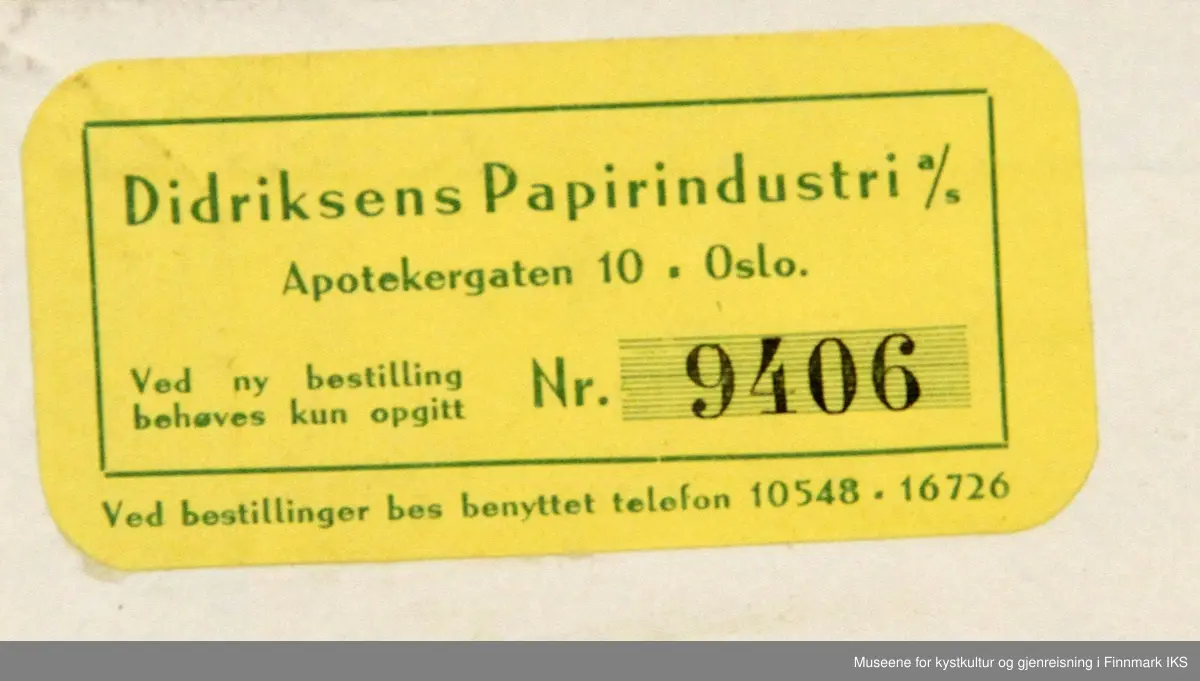 Didriksens Papirindustri a/s
Apotekergaten 10 . Oslo.
Ved ny bestilling
behøves kun opgitt
Nr. 9406
Ved bestillinger bes benyttet telefon 10548 . 16726
Museene for kystkultur og gjenreisning i Finnmark IKS